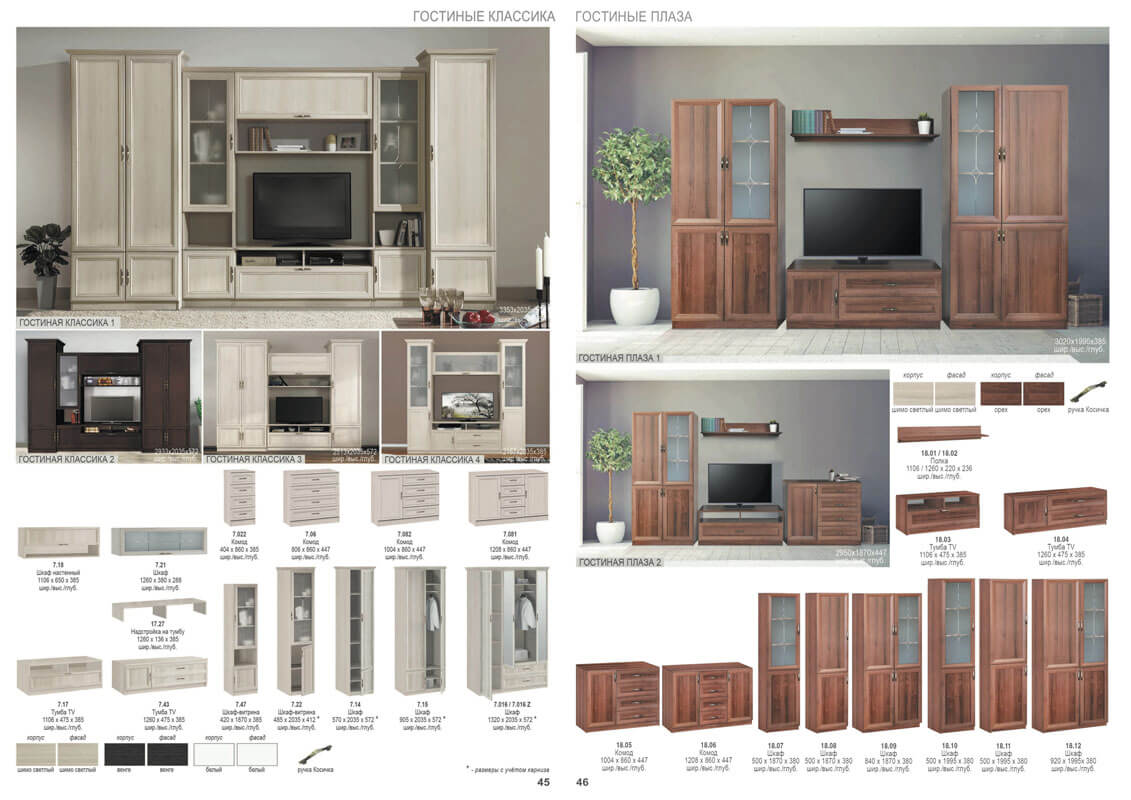 ГОСТИНЫЕ КЛАССИКА
3353х2035
ГОСТИНАЯ КЛАССИКА 1
2933х2035х572
шир./выс./глуб.
ГОСТИНАЯ КЛАССИКА 2
2513х2035х572
шир./выс./глуб.
ГОСТИНАЯ КЛАССИКА 3
шир./выс./глуб.
ГОСТИНАЯ КЛАССИКА 4
7.022
Комод
404 х 860 х 385
шир./выс./глуб.
7.06
Комод
806 х 860 х 447
шир./выс./глуб.
7.082
Комод
1004 х 860 х 447
шир./выс./глуб.
7.081
Комод
1208 х 860 х 447
шир./выс./глуб.
7.18
Шкаф настенный
1106 х 650 х 385
шир./выс./глуб.
7.21
Шкаф
1260 х 380 х 268
шир./выс./глуб.
17.27
Надстройка на тумбу
1260 х 136 х 385
шир./выс./глуб.
7.17
Тумба TV
1106 х 475 х 385
шир./выс./глуб.
7.43
Тумба TV
1260 х 475 х 385
шир./выс./глуб.
7.47
Шкаф-витрина
420 х 1870 х 385
шир./выс./глуб.
7.22
Шкаф-витрина
485 х 2035 х 412 *
шир./выс./глуб.
7.14
Шкаф
570 х 2035 х 572 *
шир./выс./глуб.
7.15
Шкаф
905 х 2035 х 572 *
шир./выс./глуб.
7.016 / 7.016 Z
Шкаф
1320 х 2035 х 572 *
шир./выс./глуб.
корпус фасад
шимо светлый шимо светлый
корпус фасад
венге венге
корпус фасад
белый белый
ручка Косичка
* - размеры с учётом карниза
45
ГОСТИНЫЕ ПЛАЗА
3020х1995х385
шир./выс./глуб.
ГОСТИНАЯ ПЛАЗА 1
2950х1870х447
шир./выс./глуб.
ГОСТИНАЯ ПЛАЗА 2
корпус фасад
шимо светлый шимо светлый
корпус фасад
орех орех
ручка Косичка
18.01 / 18.02
Полка
1106 / 1260 х 220 х 236
шир./выс./глуб.
18.03
Тумба TV
1106 х 475 х 385
шир./выс./глуб.
18.04
Тумба TV
1260 х 475 х 385
шир./выс./глуб.
18.05
Комод
1004 х 860 х 447
шир./выс./глуб.
18.06
Комод
1208 х 860 х 447
шир./выс./глуб.
18.07
Шкаф
500 х 1870 х 380
шир./выс./глуб.
18.08
Шкаф
500 х 1870 х 380
шир./выс./глуб.
18.09
Шкаф
840 х 1870 х 380
шир./выс./глуб.
18.10
Шкаф
500 х 1995 х 380
шир./выс./глуб.
18.11
Шкаф
500 х 1995 х 380
шир./выс./глуб.
18.12
Шкаф
920 х 1995 х 380
шир./выс./глуб.
46